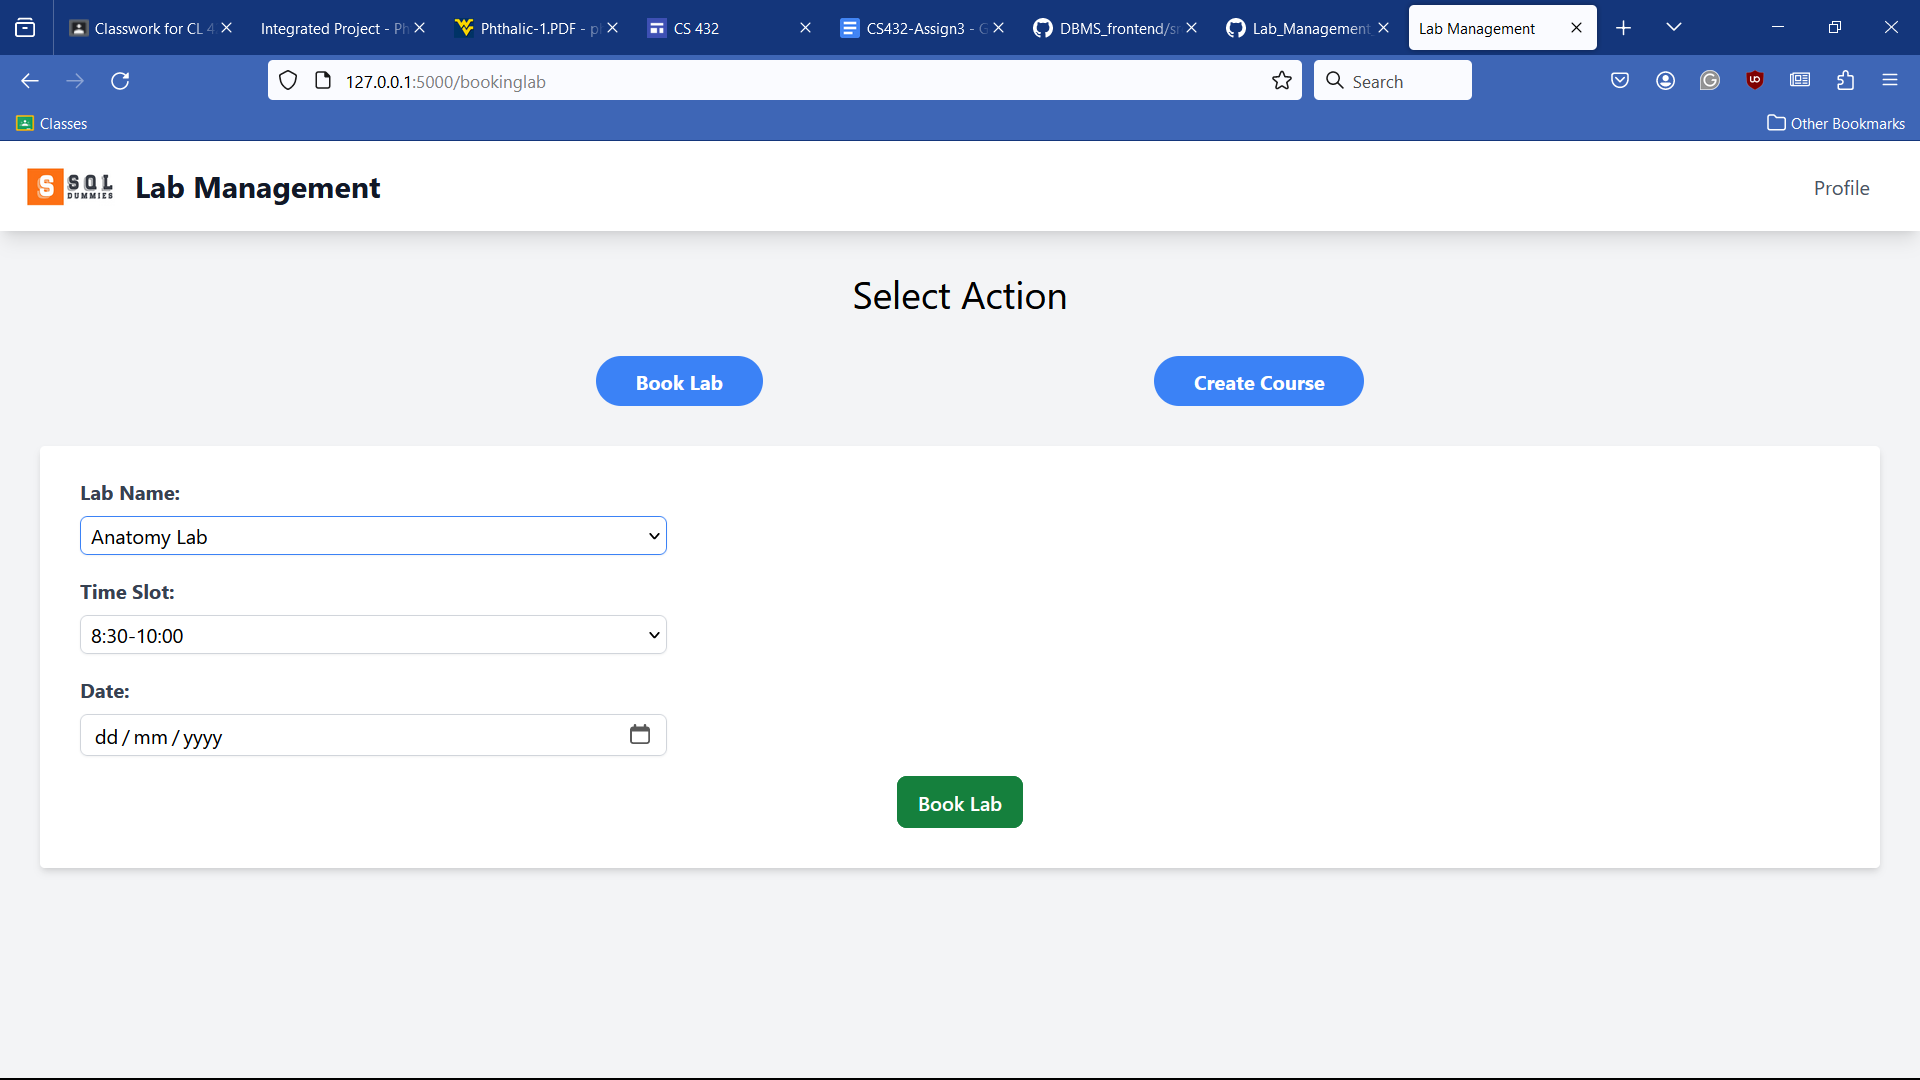 Classwork for CL 4
Integrated Project - Ph
Phthalic-1.PDF - p
CS 432
CS432-Assign3 - G
DBMS_frontend/sr
Lab_Management_
Lab Management
127.0.0.1:5000/bookinglab
Search
Classes
Other Bookmarks
S SQL DUMMIES
Lab Management
Profile
Select Action
Book Lab
Create Course
Lab Name:
Anatomy Lab
Time Slot:
8:30-10:00
Date:
dd/mm/yyyy
Book Lab